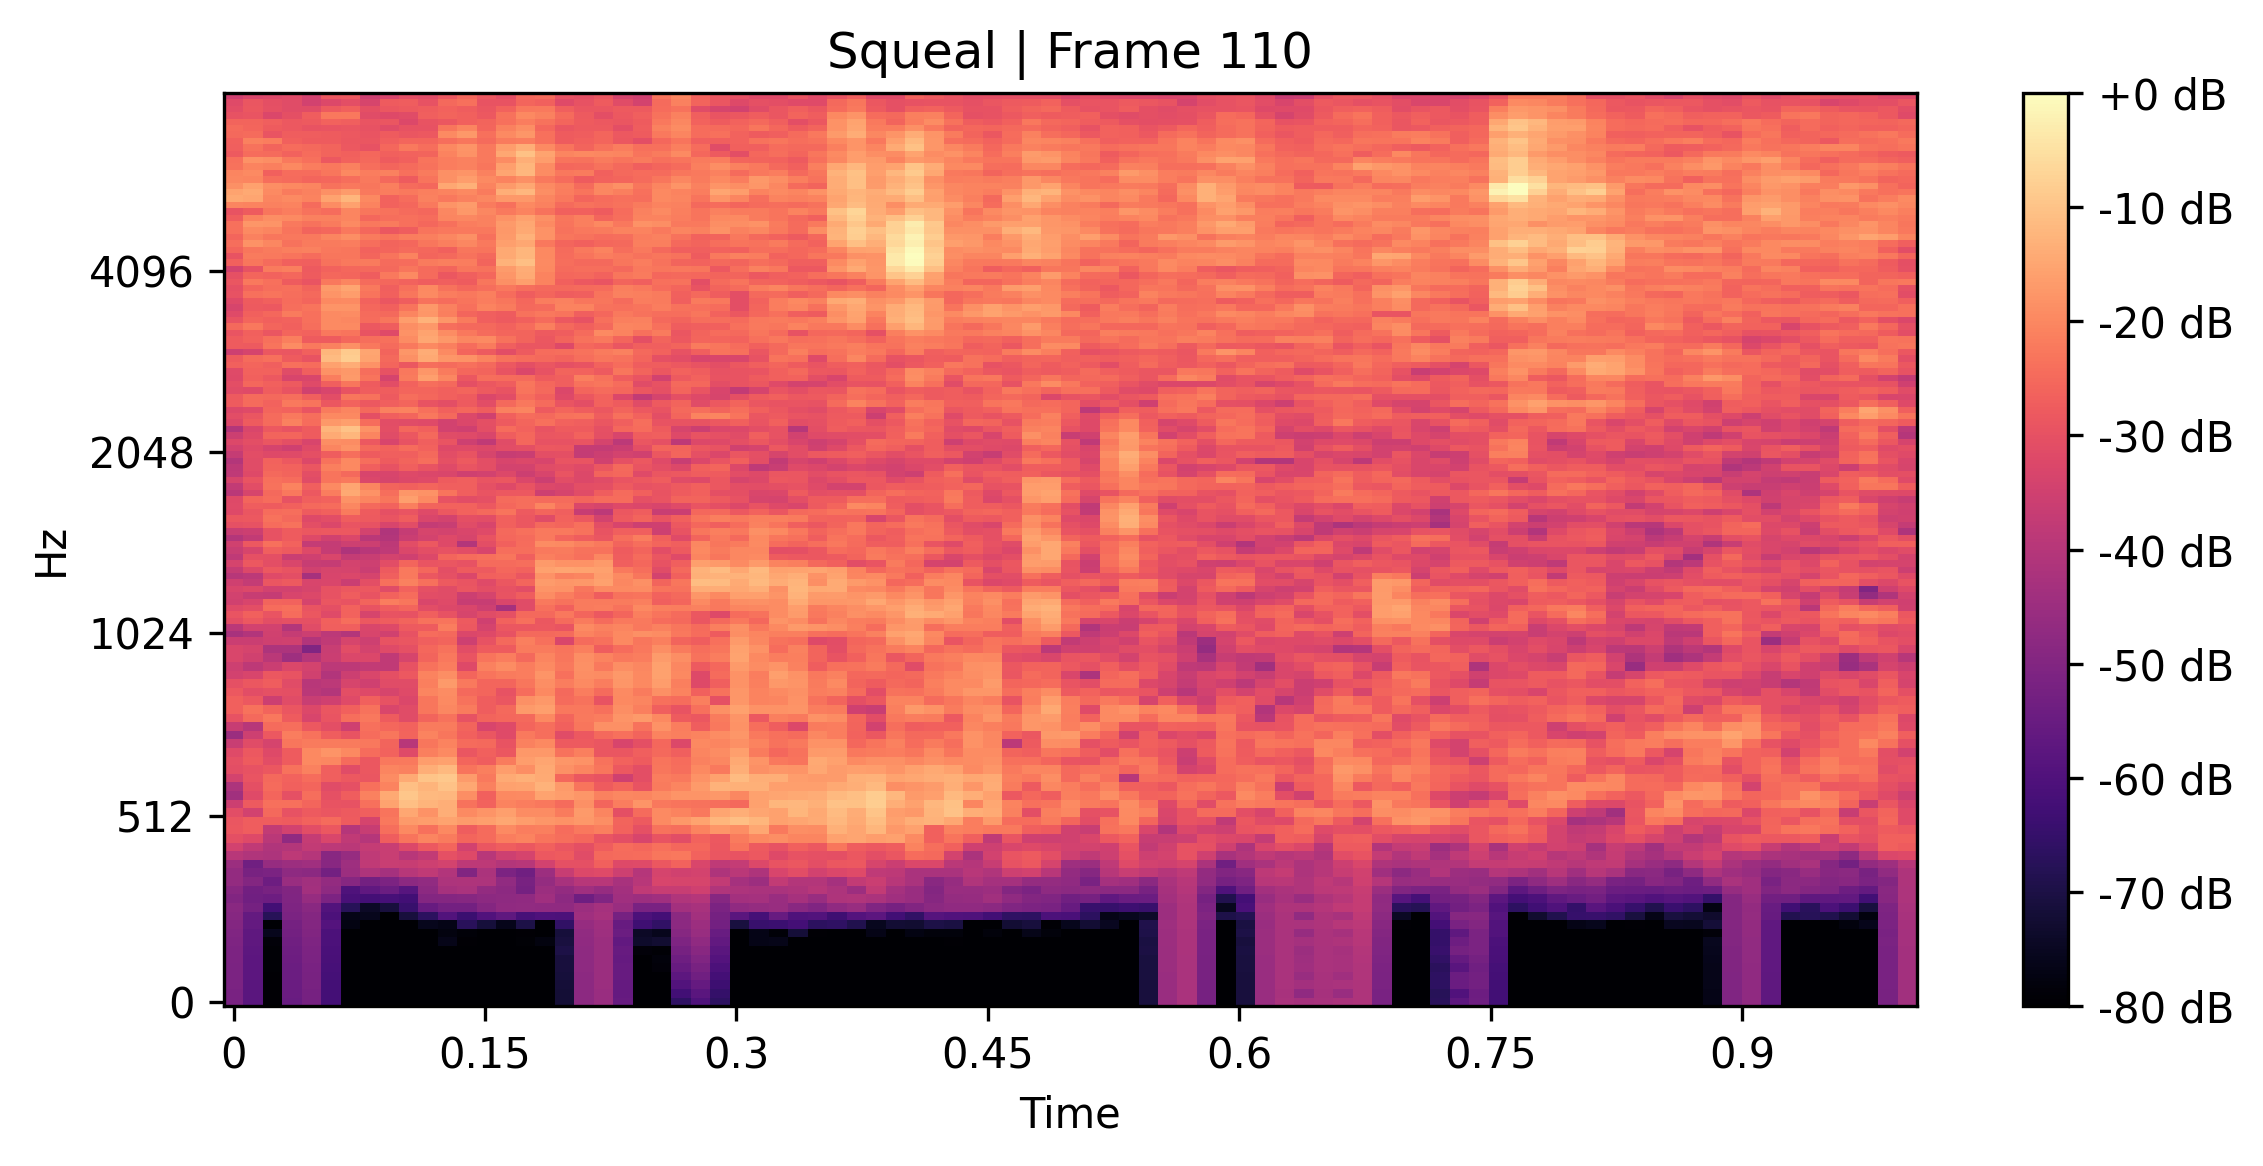 Squeal | Frame 110
Hz
4096
2048
1024
512
0
0 0.15 0.3 0.45 0.6 0.75 0.9
Time
+0 dB
-10 dB
-20 dB
-30 dB
-40 dB
-50 dB
-60 dB
-70 dB
-80 dB